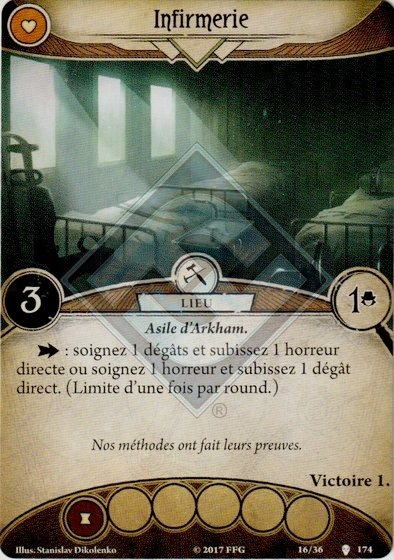 Infirmerie
3
LIEU
1
Asile d'Arkham.
: soignez 1 dégâts et subissez 1 horreur
directe ou soignez 1 horreur et subissez 1 dégât
direct. (Limite d'une fois par round.)
®
Nos méthodes ont fait leurs preuves.
Victoire 1.
Illus. Stanislav Dikolenko
© 2017 FFG
16/36
174